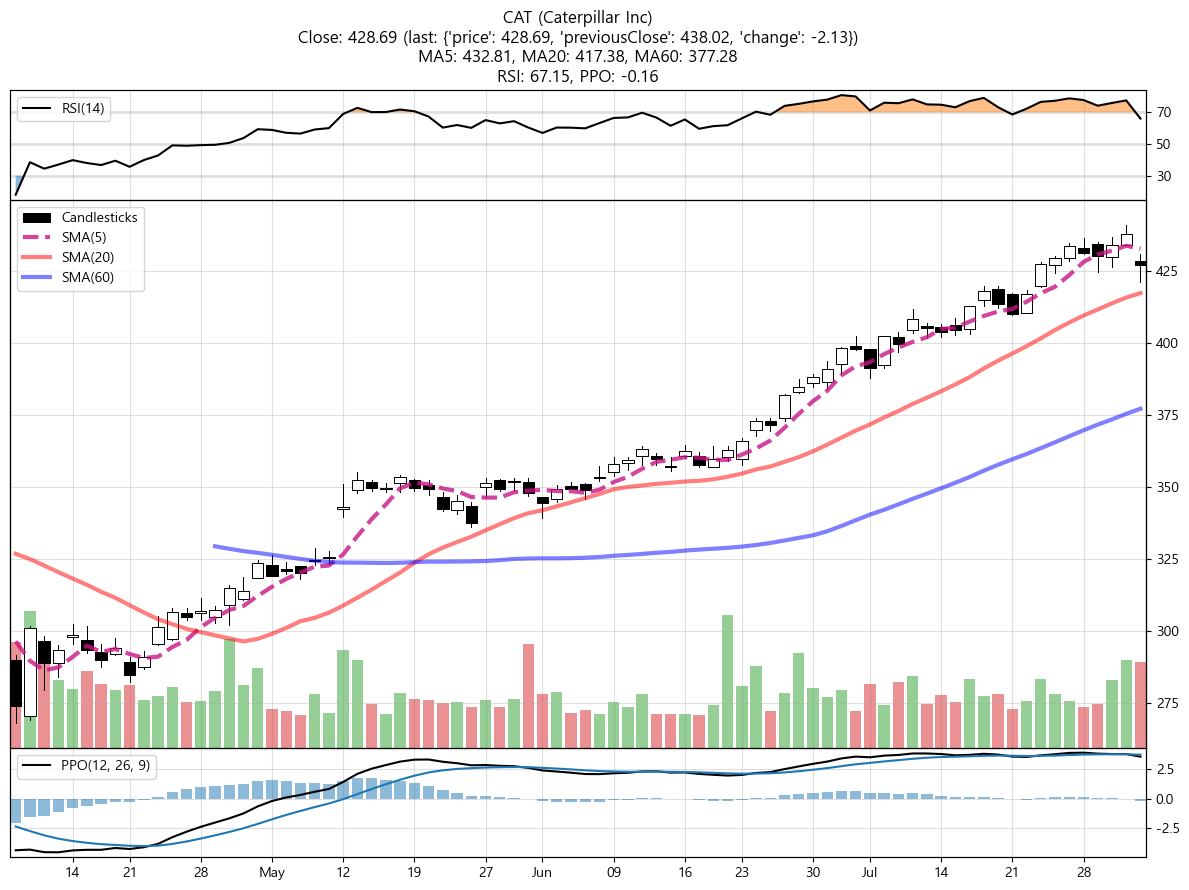 CAT (Caterpillar Inc)
Close: 428.69 (last: {'price': 428.69, 'previousClose': 438.02, 'change': -2.13})
MA5: 432.81, MA20: 417.38, MA60: 377.28
RSI: 67.15, PPO: -0.16
RSI(14)
70
50
30
Candlesticks
SMA(5)
SMA(20)
SMA(60)
425
400
375
350
325
300
275
PPO(12, 26, 9)
2.5
0.0
−2.5
14 21 28 May 12 19 27 Jun 09 16 23 30 Jul 14 21 28